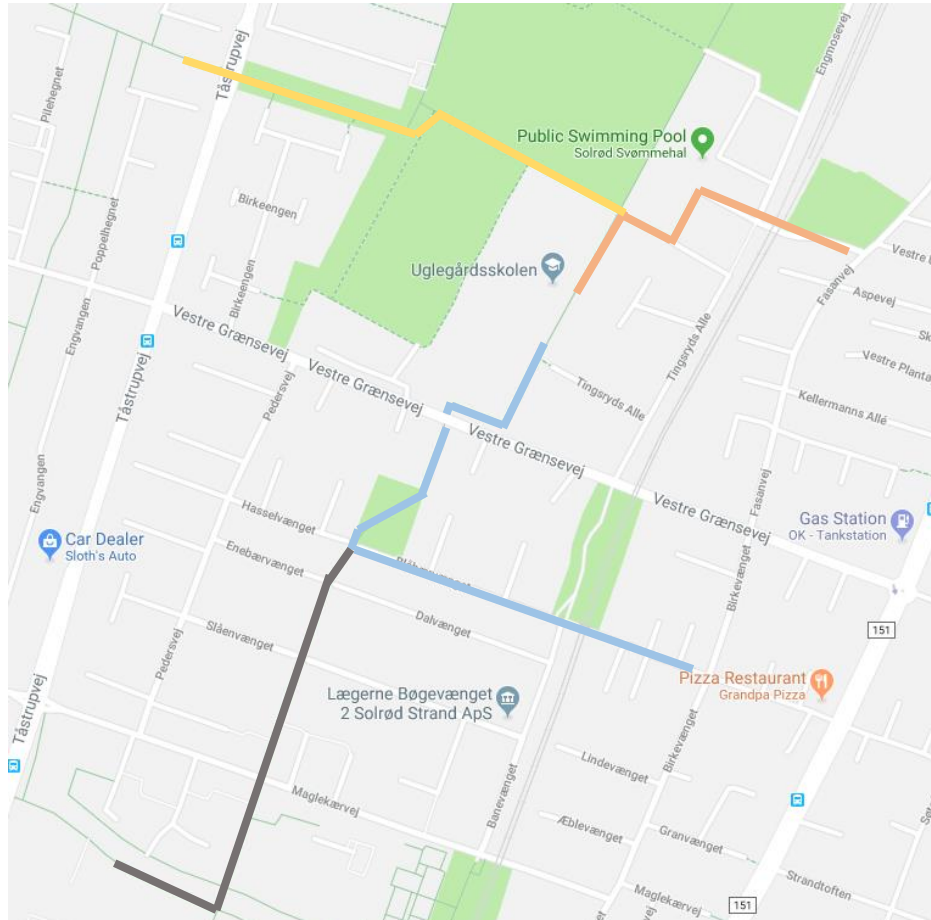 Tåstrupvej
Engmosevej
Pilehegnet
Public Swimming Pool
Solrød Svømmehal
Birkeengen
Poppelhegnet
Uglegårdsskolen
Fasanvej
Aspevej
Birkeengen
Engvangen
Vestre Grænsevej
Tingsryds Alle
Vestre Grænsevej
Vestre Planta
Tåstrupvej
Pedersvej
Tingsryds Alle
Kellermanns Allé
Vestre Grænsevej
Engvangen
Fasanvej
Vestre Grænsevej
Hasselvænget
Gas Station
OK - Tankstation
Car Dealer
Sloth's Auto
Enebærvænget
Birkevænget
Dalvænget
Slåenvænget
151
Pedersvej
Pizza Restaurant
Grandpa Pizza
Lægerne Bøgevænget
2 Solrød Strand ApS
Tåstrupvej
Birkevænget
Lindevænget
Banevænget
Maglekærvej
Æblevænget
Granvænget
Strandtoften
Maglekærvej
151